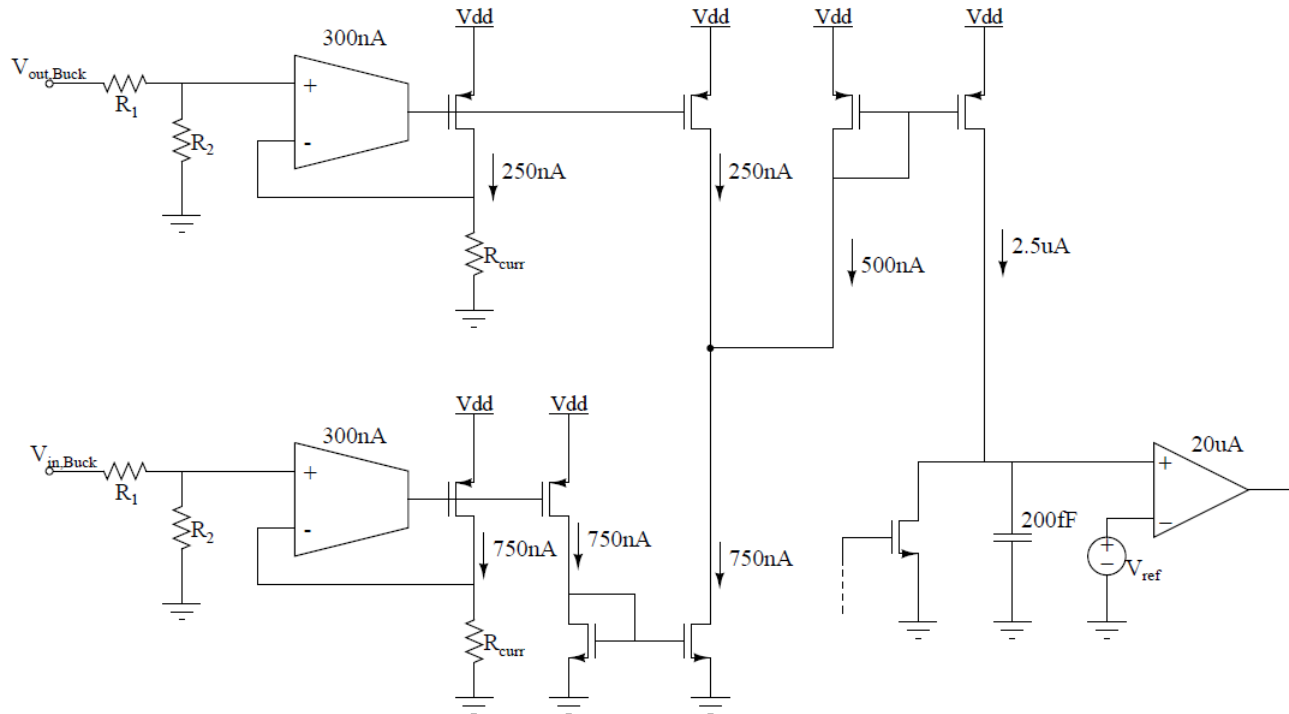 Vdd Vdd Vdd Vdd
300nA
Vout,Buck
R1
+
-
R2
250nA
250nA
Rcurr
500nA
2.5uA
Vdd Vdd
300nA
Vin,Buck
R1
+
-
R2
750nA
750nA
750nA
Rcurr
20uA
+
−
200fF
+
−
Vref